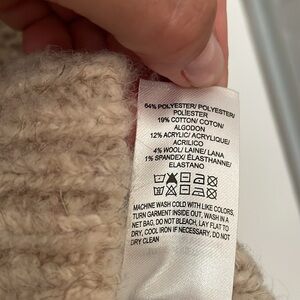 64% POLYESTER/ POLYESTER/
POLIESTER
19% COTTON/ COTON/
ALGODON
12% ACRYLIC/ ACRYLIQUE/
ACRILICO
4% WOOL/ LAINE/ LANA
1% SPANDEX/ ÉLASTHANNE/
ELASTANO
MACHINE WASH COLD WITH LIKE COLORS,
TURN GARMENT INSIDE OUT, WASH IN A
NET BAG, DO NOT BLEACH, LAY FLAT TO
DRY, COOL IRON IF NECESSARY, DO NOT
DRY CLEAN